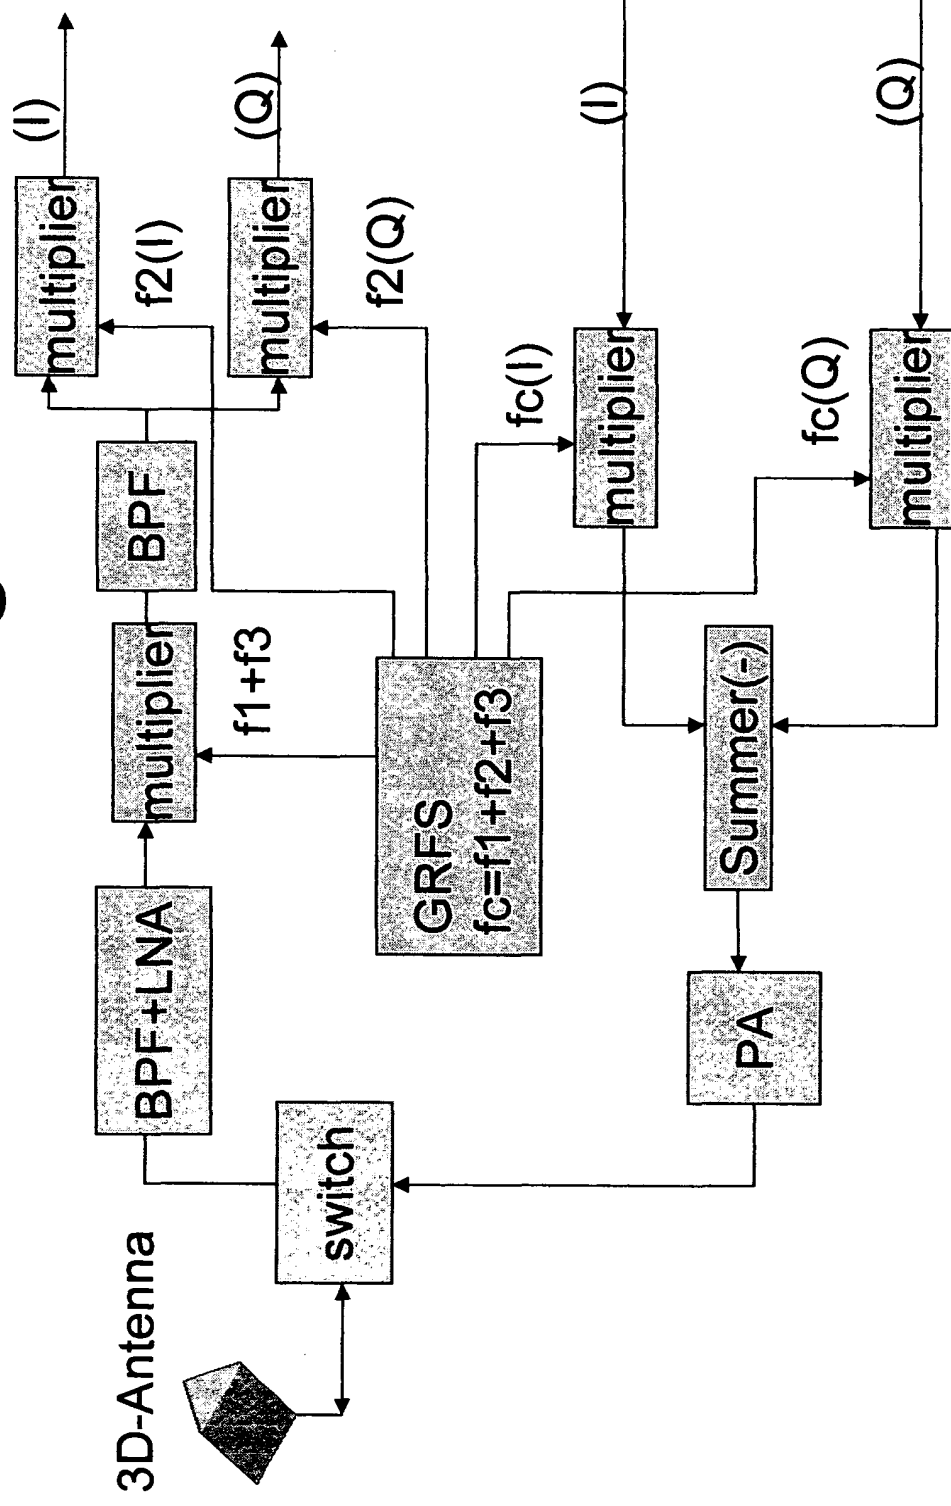 3D-Antenna
switch
BPF+LNA
multiplier
f1+f3
BPF
multiplier
(I)
f2(I)
multiplier
(Q)
f2(Q)
GRFS
fc=f1+f2+f3
fc(I)
multiplier
(I)
fc(Q)
multiplier
(Q)
Summer(-)
PA